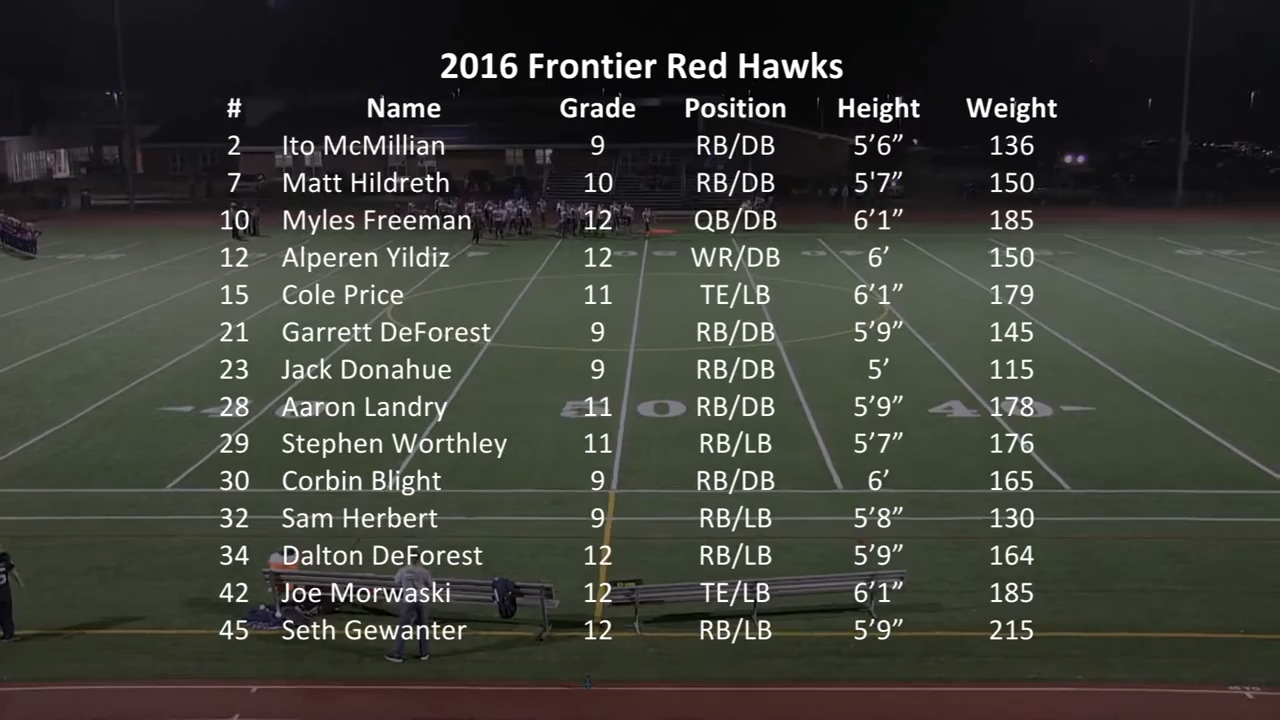 2016 Frontier Red Hawks
# Name Grade Position Height Weight
2 Ito McMillian 9 RB/DB 5’6” 136
7 Matt Hildreth 10 RB/DB 5'7” 150
10 Myles Freeman 12 QB/DB 6’1” 185
12 Alperen Yildiz 12 WR/DB 6’ 150
15 Cole Price 11 TE/LB 6’1” 179
21 Garrett DeForest 9 RB/DB 5’9” 145
23 Jack Donahue 9 RB/DB 5’ 115
28 Aaron Landry 11 RB/DB 5’9” 178
29 Stephen Worthley 11 RB/LB 5’7” 176
30 Corbin Blight 9 RB/DB 6’ 165
32 Sam Herbert 9 RB/LB 5’8” 130
34 Dalton DeForest 12 RB/LB 5’9” 164
42 Joe Morwaski 12 TE/LB 6’1” 185
45 Seth Gewanter 12 RB/LB 5’9” 215
50